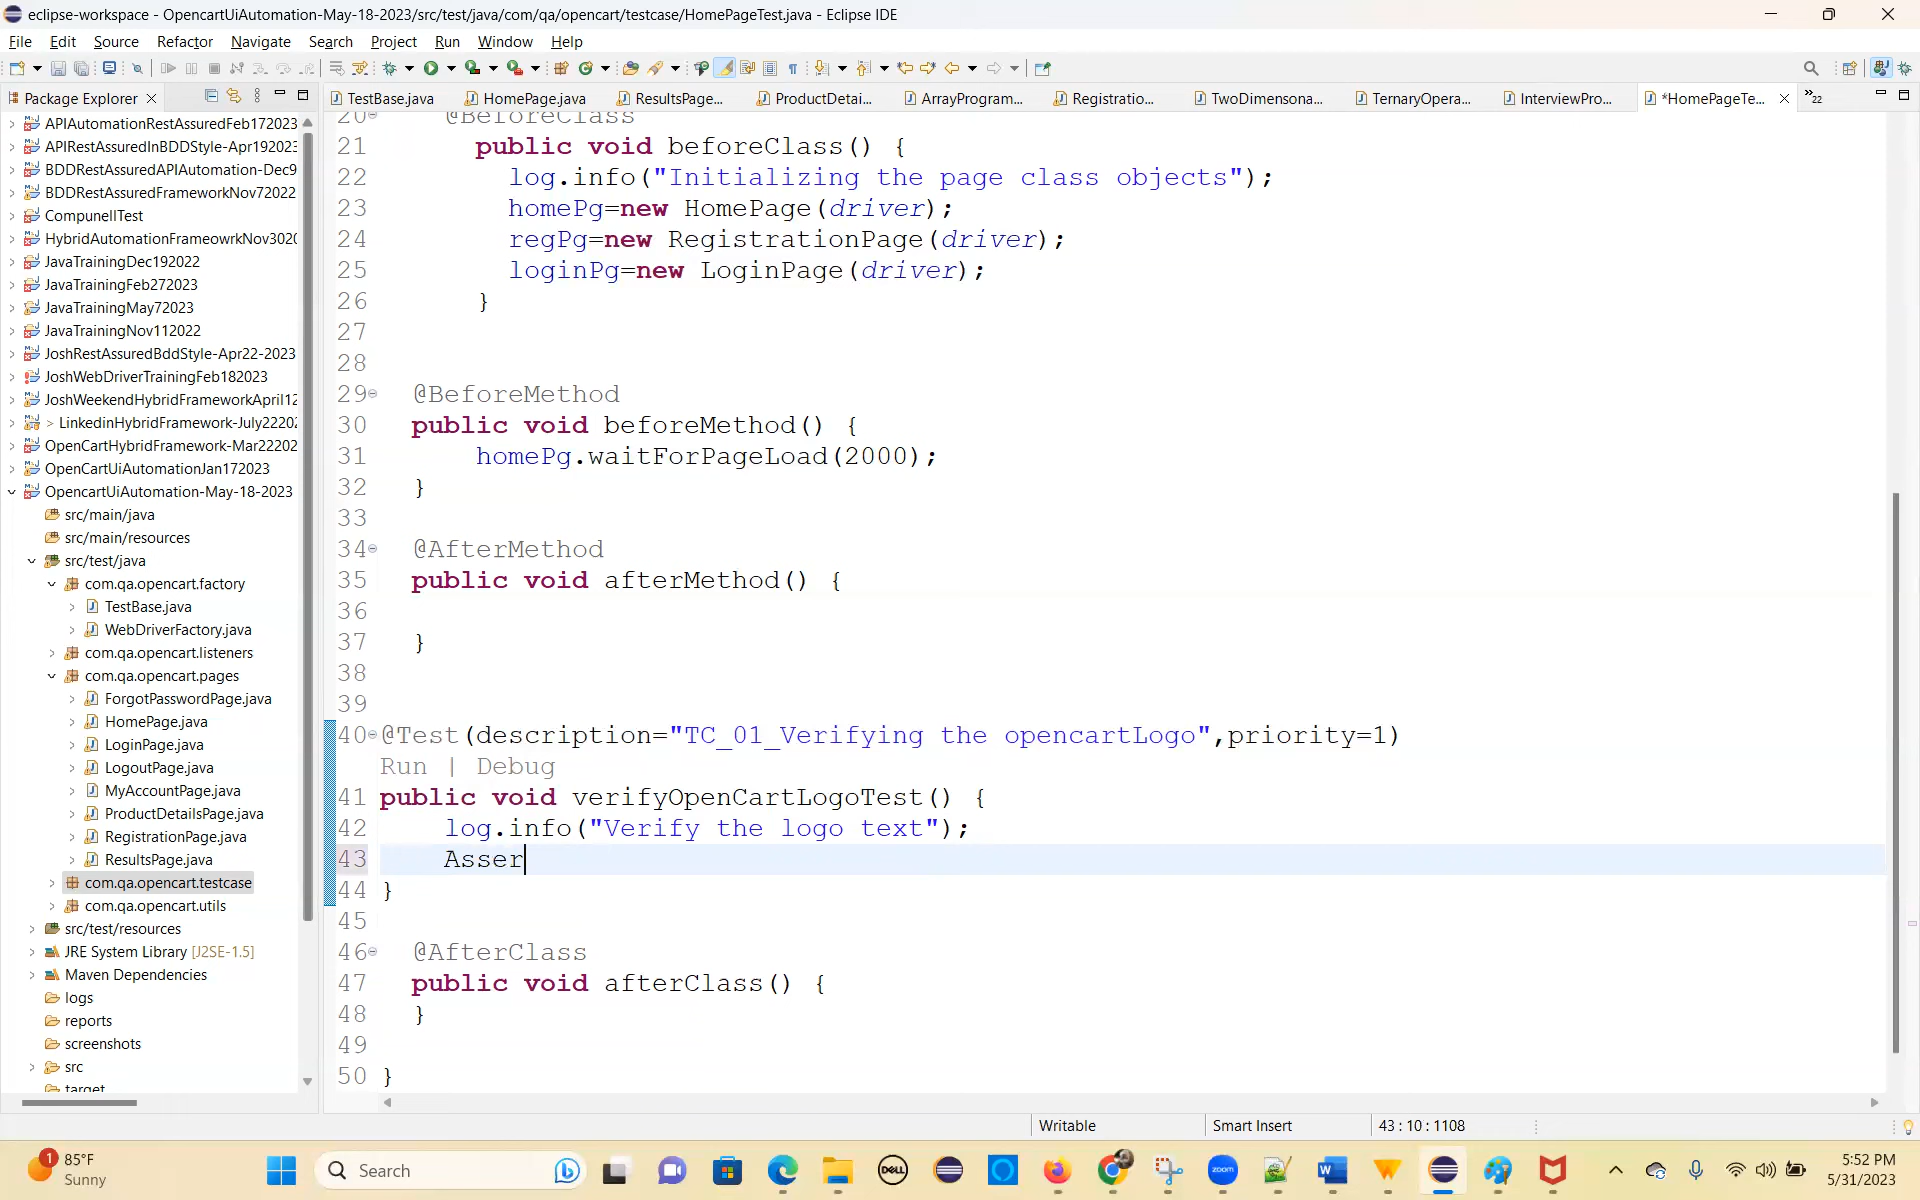 eclipse-workspace - OpencartUiAutomation-May-18-2023/src/test/java/com/qa/opencart/testcase/HomePageTest.java - Eclipse IDE
File Edit Source Refactor Navigate Search Project Run Window Help
Package Explorer
TestBase.java HomePage.java ResultsPage... ProductDetai... ArrayProgram... Registratio... TwoDimensona... TernaryOpera... InterviewPro... *HomePageTe... »22
APIAutomationRestAssuredFeb172023
APIRestAssuredInBDDStyle-Apr192023
BDDRestAssuredAPIAutomation-Dec9
BDDRestAssuredFrameworkNov72022
CompunellTest
HybridAutomationFrameowrkNov3020
JavaTrainingDec192022
JavaTrainingFeb272023
JavaTrainingMay72023
JavaTrainingNov112022
JoshRestAssuredBddStyle-Apr22-2023
JoshWebDriverTrainingFeb182023
JoshWeekendHybridFrameworkApril12
> LinkedinHybridFramework-July22202
OpenCartHybridFramework-Mar22202
OpenCartUiAutomationJan172023
OpencartUiAutomation-May-18-2023
src/main/java
src/main/resources
src/test/java
com.qa.opencart.factory
TestBase.java
WebDriverFactory.java
com.qa.opencart.listeners
com.qa.opencart.pages
ForgotPasswordPage.java
HomePage.java
LoginPage.java
LogoutPage.java
MyAccountPage.java
ProductDetailsPage.java
RegistrationPage.java
ResultsPage.java
com.qa.opencart.testcase
com.qa.opencart.utils
src/test/resources
JRE System Library [J2SE-1.5]
Maven Dependencies
logs
reports
screenshots
src
target
20 @BeforeClass
21 public void beforeClass() {
22 log.info("Initializing the page class objects");
23 homePg=new HomePage(driver);
24 regPg=new RegistrationPage(driver);
25 loginPg=new LoginPage(driver);
26 }
27
28
29 @BeforeMethod
30 public void beforeMethod() {
31 homePg.waitForPageLoad(2000);
32 }
33
34 @AfterMethod
35 public void afterMethod() {
36
37 }
38
39
40 @Test(description="TC_01_Verifying the opencartLogo",priority=1)
Run | Debug
41 public void verifyOpenCartLogoTest() {
42 log.info("Verify the logo text");
43 Asser
44 }
45
46 @AfterClass
47 public void afterClass() {
48 }
49
50 }
Writable Smart Insert 43 : 10 : 1108
1 85°F
Sunny
Search
DELL
zoom
W
5:52 PM
5/31/2023